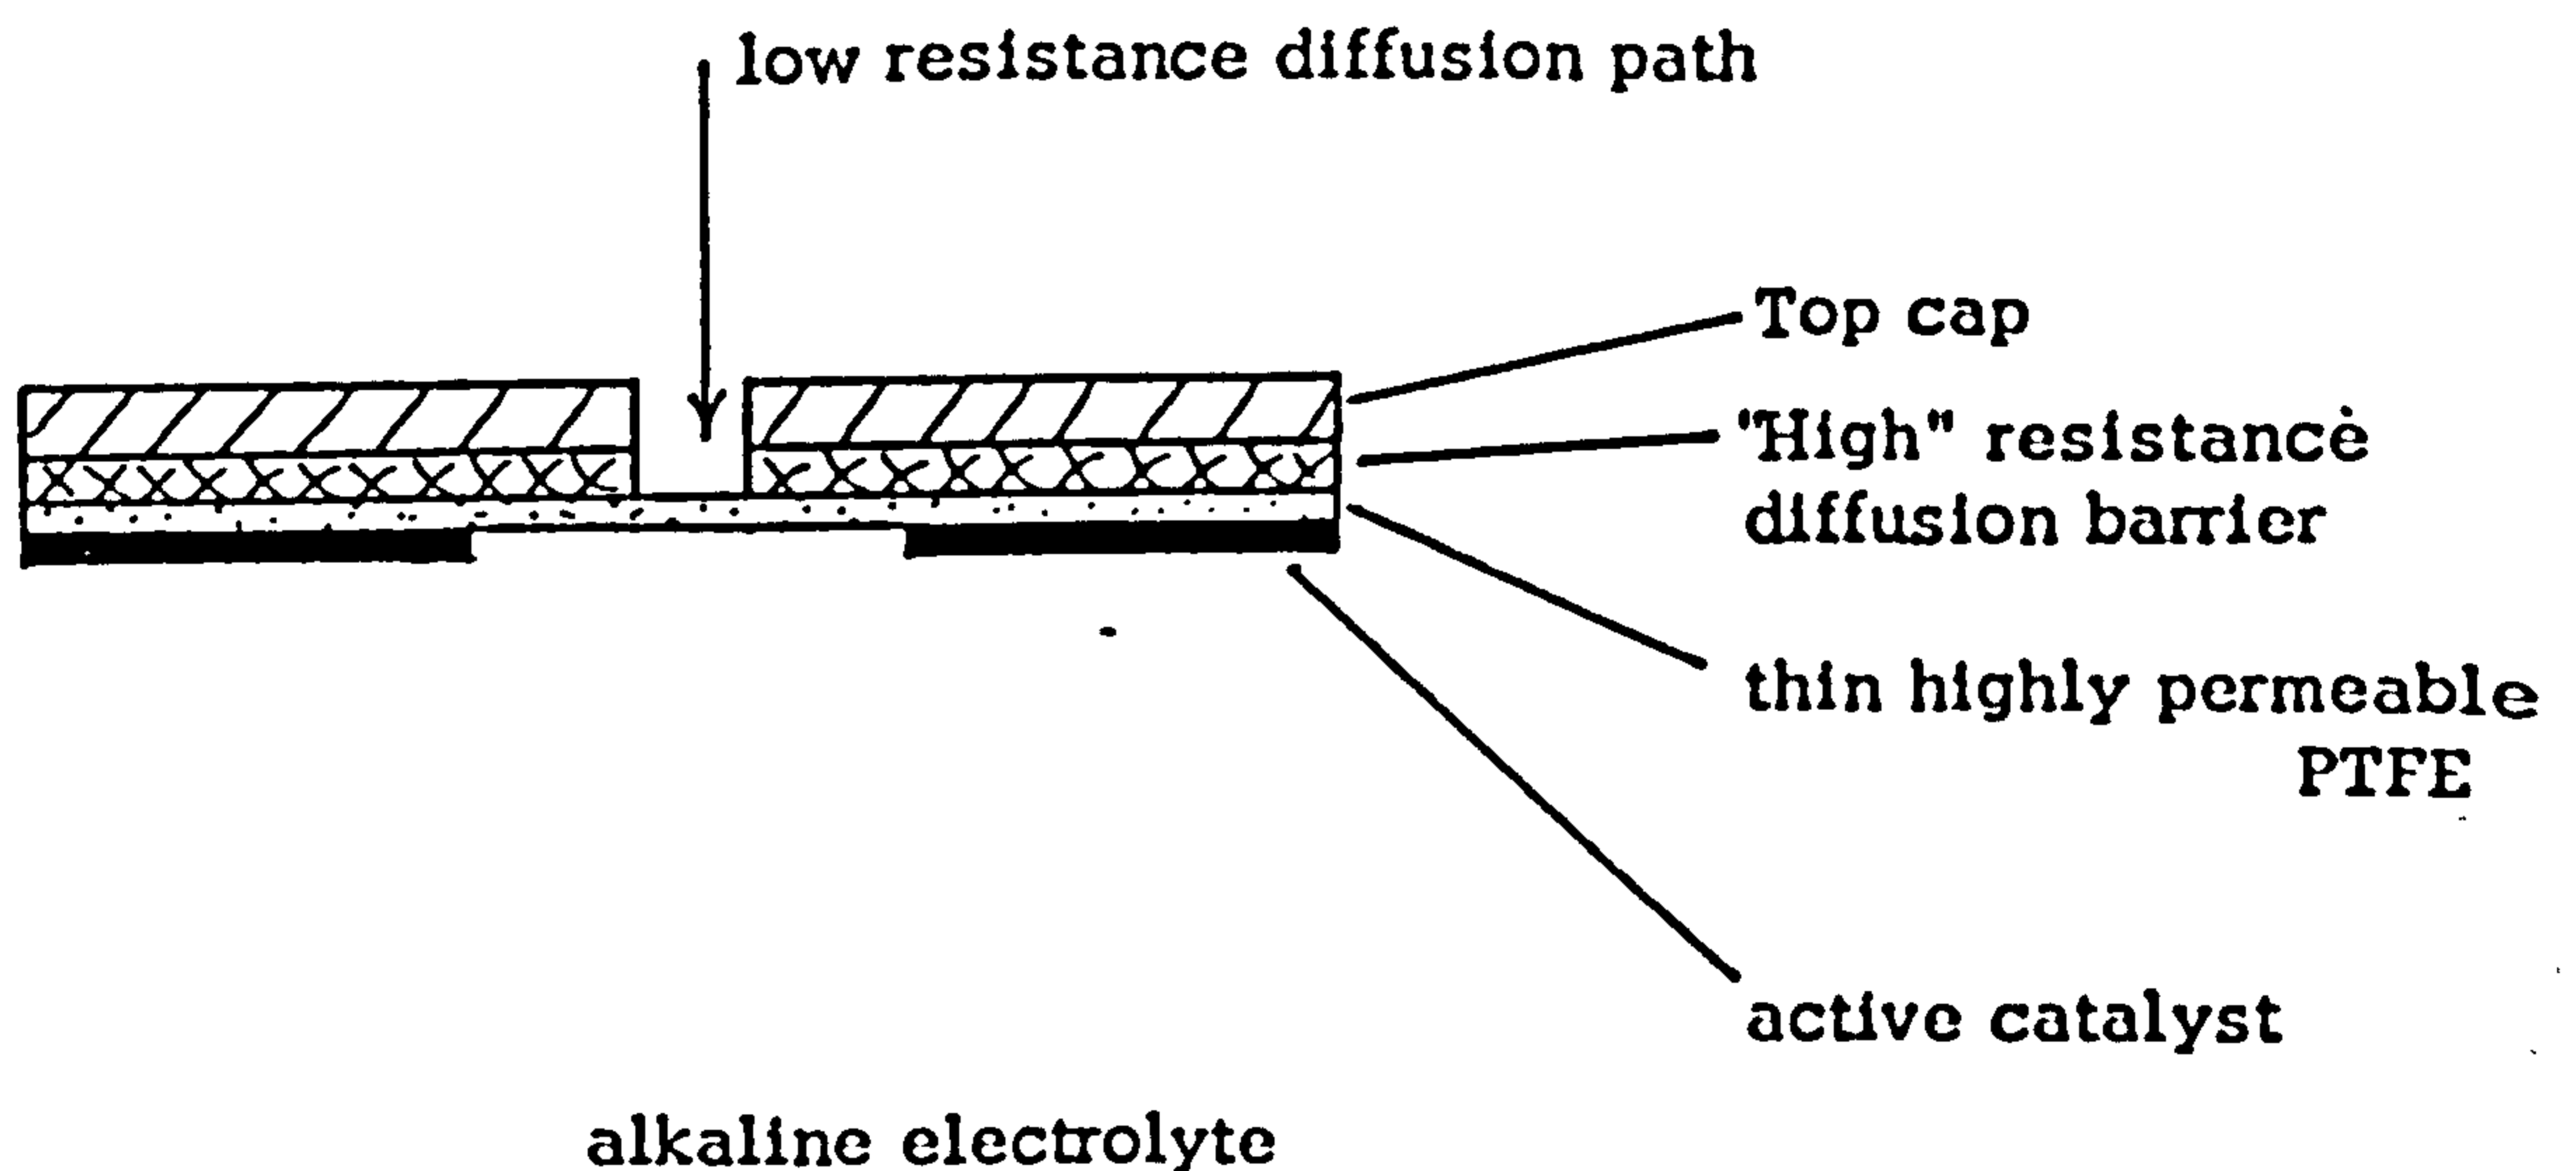 low resistance diffusion path
Top cap
"High" resistance
diffusion barrier
thin highly permeable
PTFE
active catalyst
alkaline electrolyte